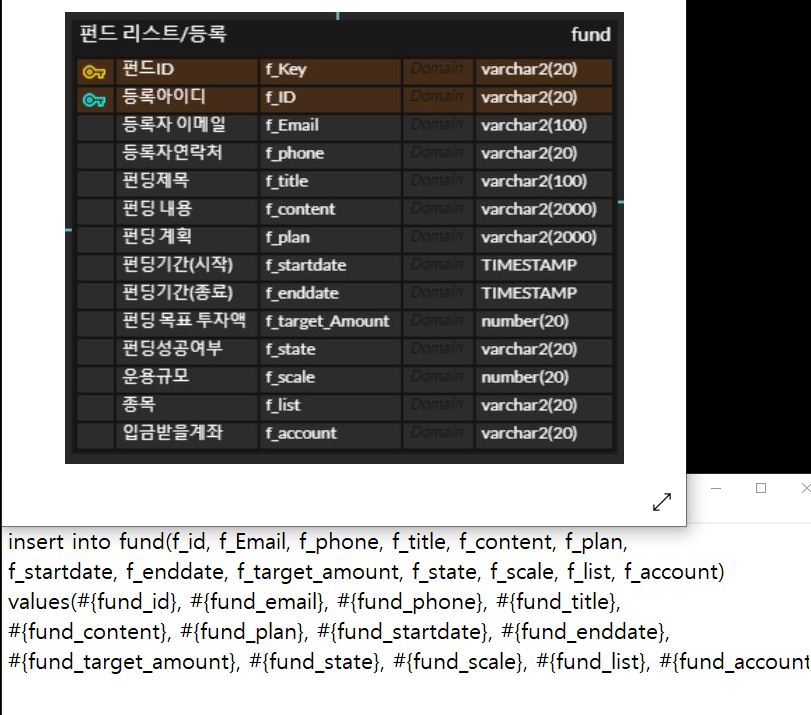 펀드 리스트/등록 fund
펀드ID f_Key Domain varchar2(20)
등록아이디 f_ID Domain varchar2(20)
등록자 이메일 f_Email Domain varchar2(100)
등록자연락처 f_phone Domain varchar2(20)
펀딩제목 f_title Domain varchar2(100)
펀딩 내용 f_content Domain varchar2(2000)
펀딩 계획 f_plan Domain varchar2(2000)
펀딩기간(시작) f_startdate Domain TIMESTAMP
펀딩기간(종료) f_enddate Domain TIMESTAMP
펀딩 목표 투자액 f_target_Amount Domain number(20)
펀딩성공여부 f_state Domain varchar2(20)
운용규모 f_scale Domain number(20)
종목 f_list Domain varchar2(20)
입금받을계좌 f_account Domain varchar2(20)
insert into fund(f_id, f_Email, f_phone, f_title, f_content, f_plan,
f_startdate, f_enddate, f_target_amount, f_state, f_scale, f_list, f_account)
values(#{fund_id}, #{fund_email}, #{fund_phone}, #{fund_title},
#{fund_content}, #{fund_plan}, #{fund_startdate}, #{fund_enddate},
#{fund_target_amount}, #{fund_state}, #{fund_scale}, #{fund_list}, #{fund_account